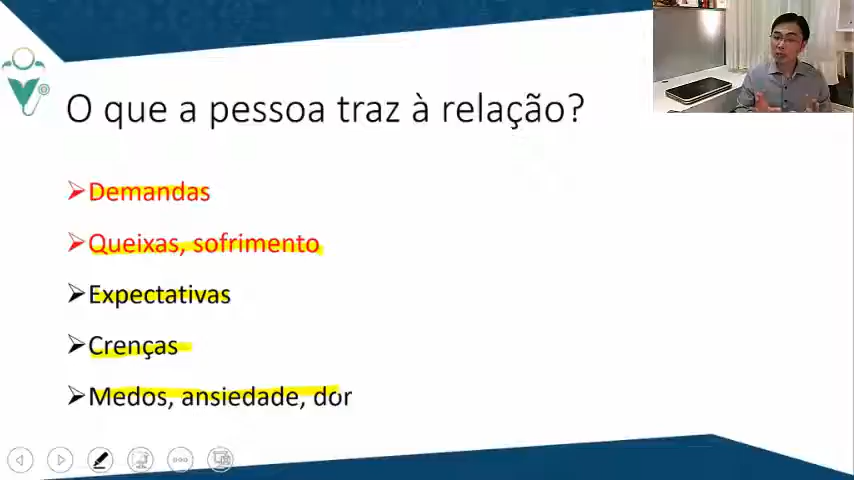 O que a pessoa traz à relação?
Demandas
Queixas, sofrimento
Expectativas
Crenças
Medos, ansiedade, dor